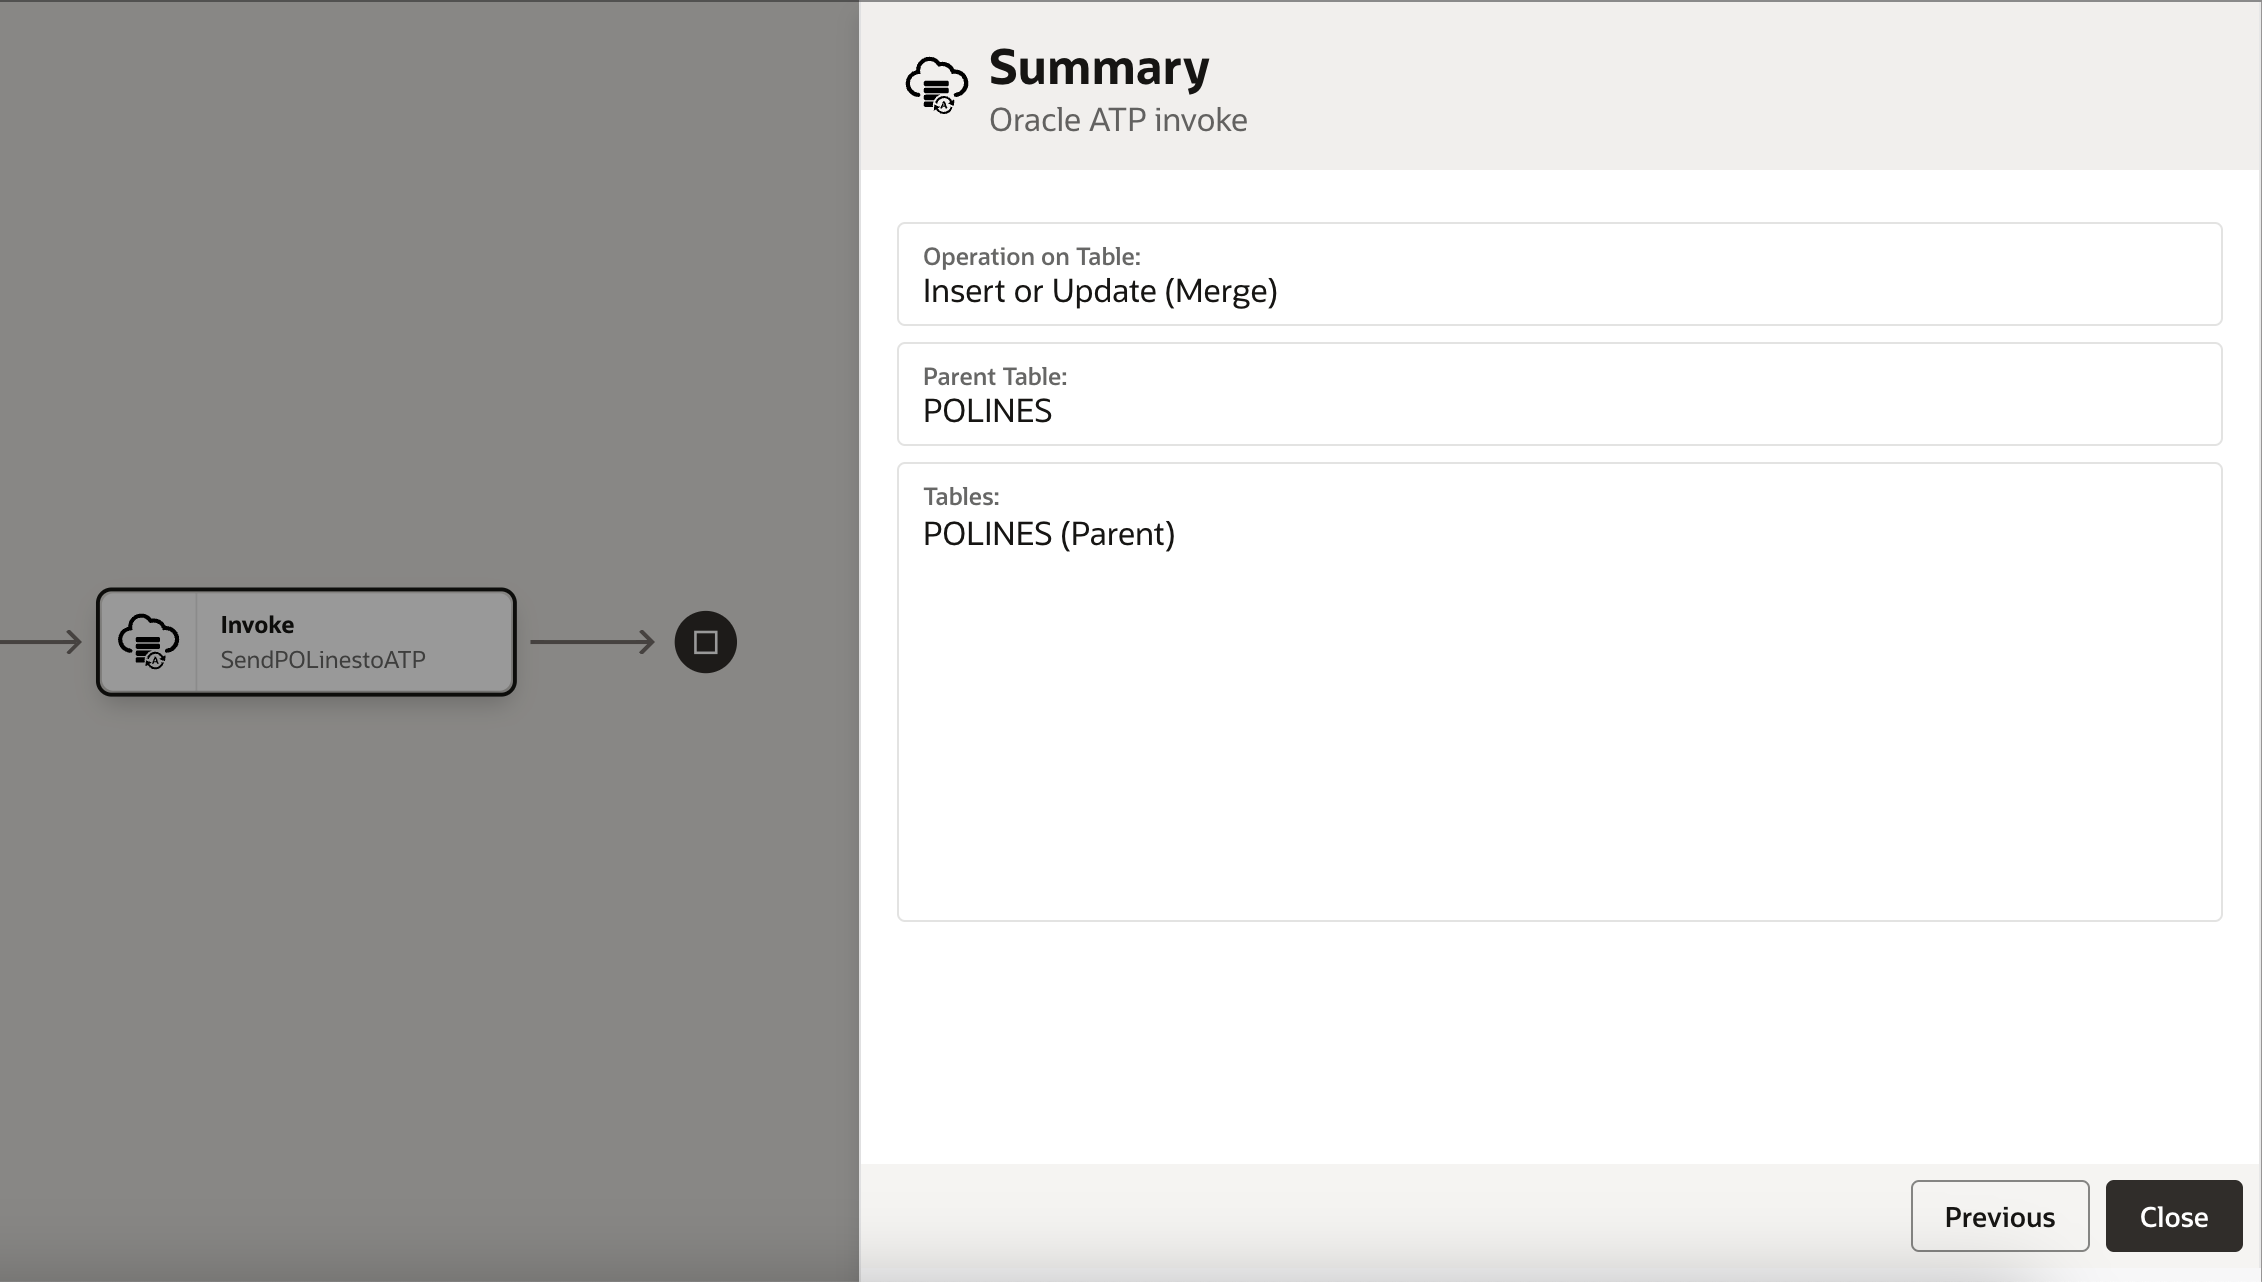 Summary
Oracle ATP invoke
Operation on Table:
Insert or Update (Merge)
Parent Table:
POLINES
Tables:
POLINES (Parent)
Invoke
SendPOLinestoATP
Previous
Close